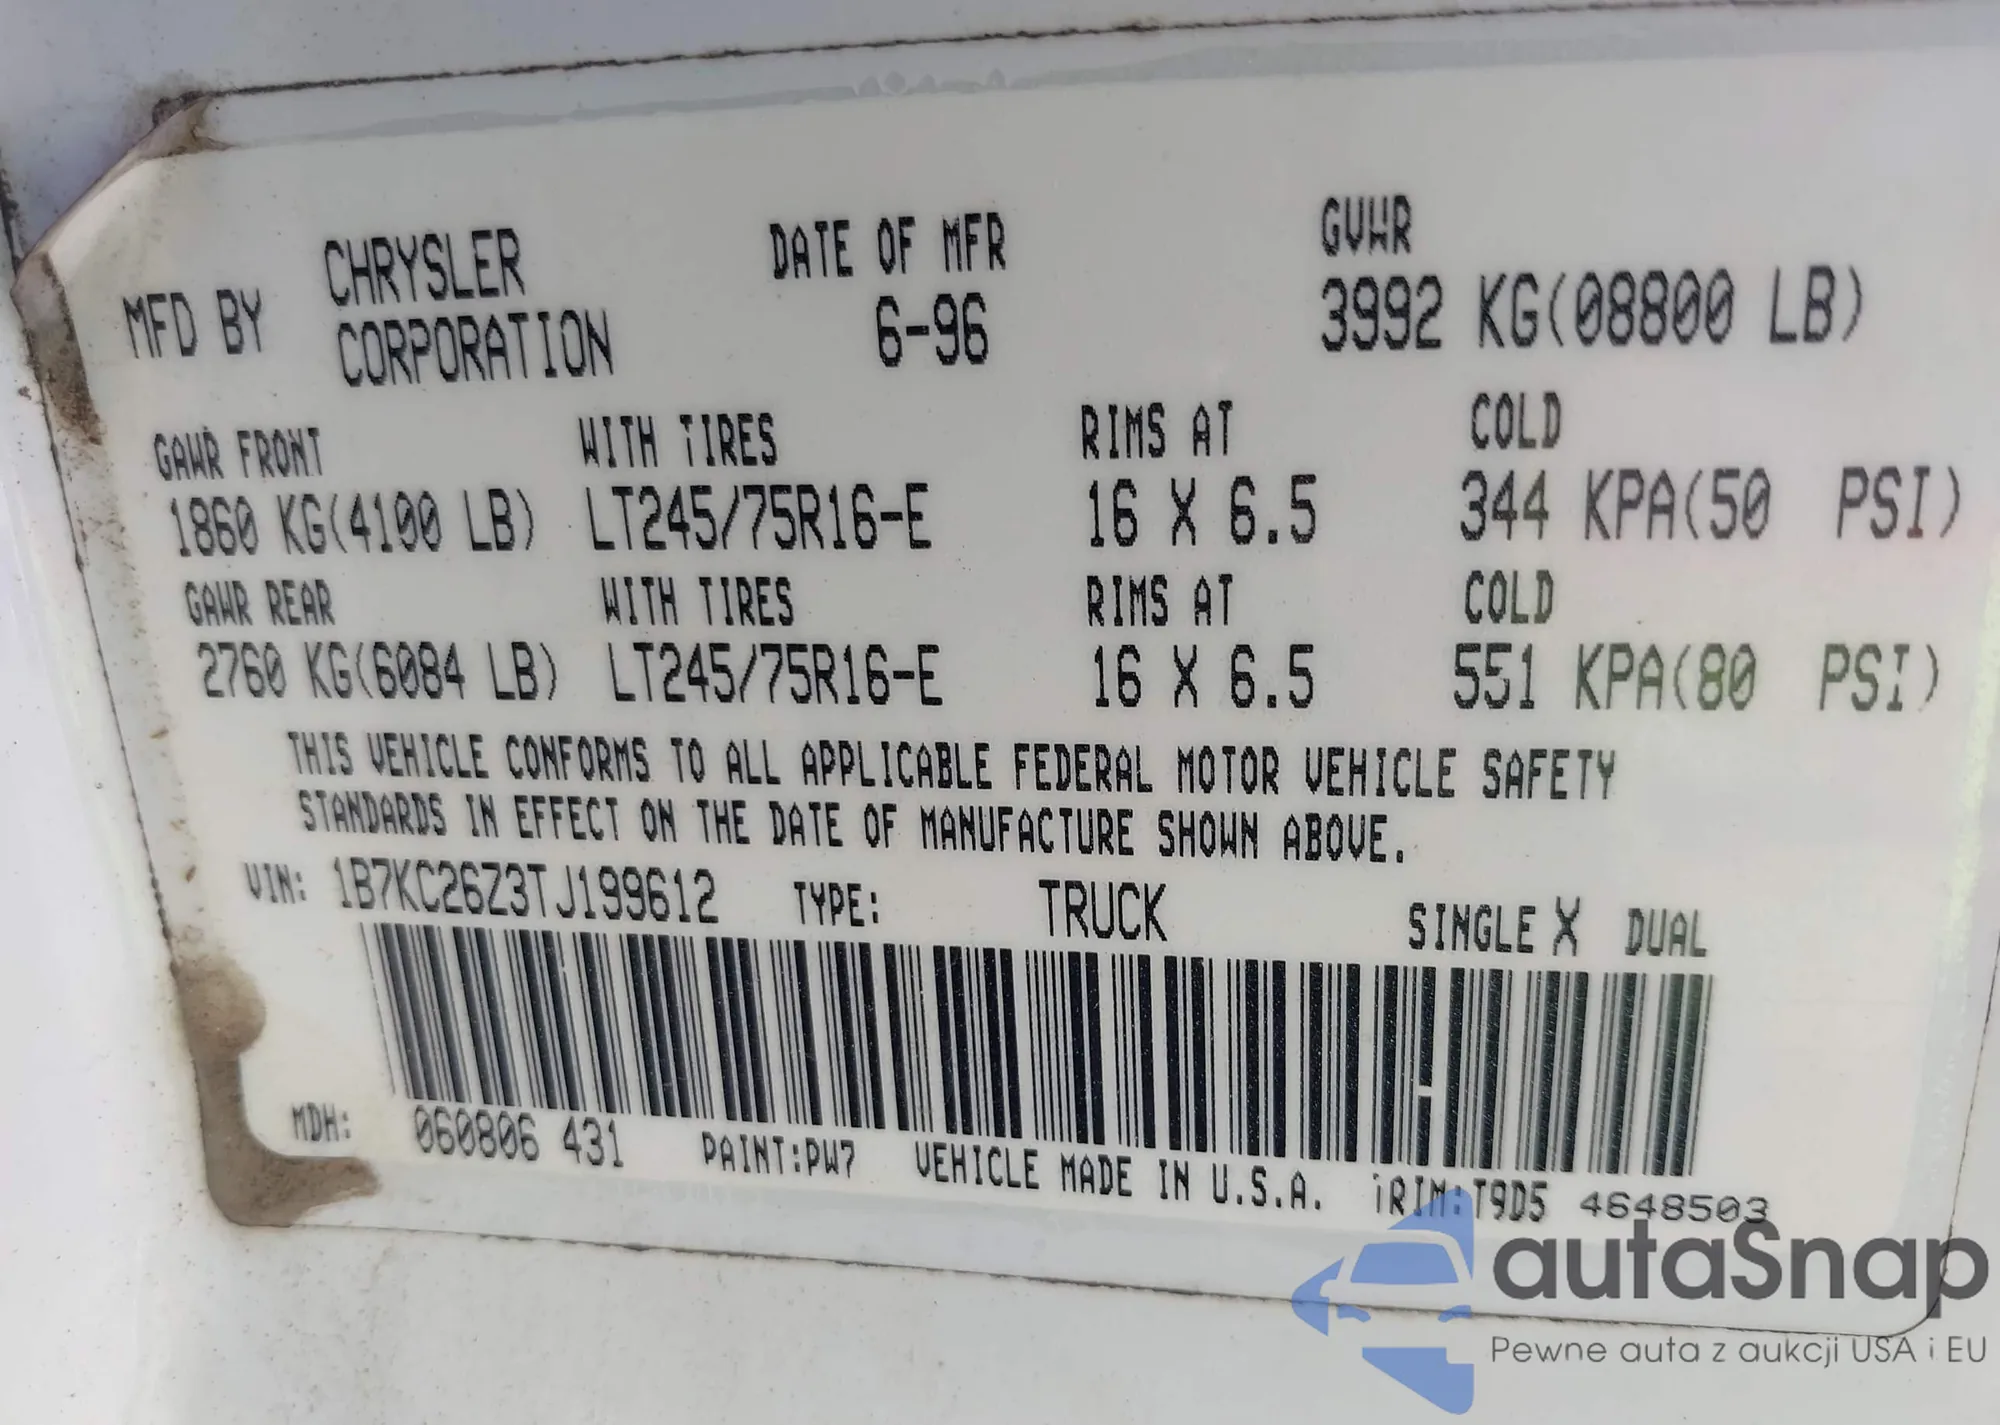 MFD BY CHRYSLER CORPORATION DATE OF MFR 6-96 GVWR 3992 KG(08800 LB)
GAWR FRONT WITH TIRES RIMS AT COLD
1860 KG(4100 LB) LT245/75R16-E 16 X 6.5 344 KPA(50 PSI)
GAWR REAR WITH TIRES RIMS AT COLD
2760 KG(6084 LB) LT245/75R16-E 16 X 6.5 551 KPA(80 PSI)
THIS VEHICLE CONFORMS TO ALL APPLICABLE FEDERAL MOTOR VEHICLE SAFETY
STANDARDS IN EFFECT ON THE DATE OF MANUFACTURE SHOWN ABOVE.
VIN: 1B7KC26Z3TJ199612 TYPE: TRUCK SINGLE X DUAL
MDH: 060806 431 PAINT:PW7 VEHICLE MADE IN U.S.A. TRIM:T9D5 4648503
autaSnap
Pewne auta z aukcji USA i EU